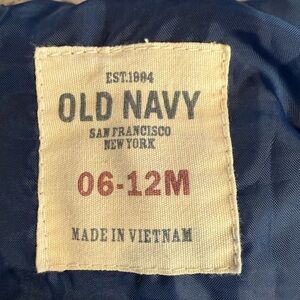 EST.1994
OLD NAVY
SAN FRANCISCO
NEW YORK
06-12M
MADE IN VIETNAM